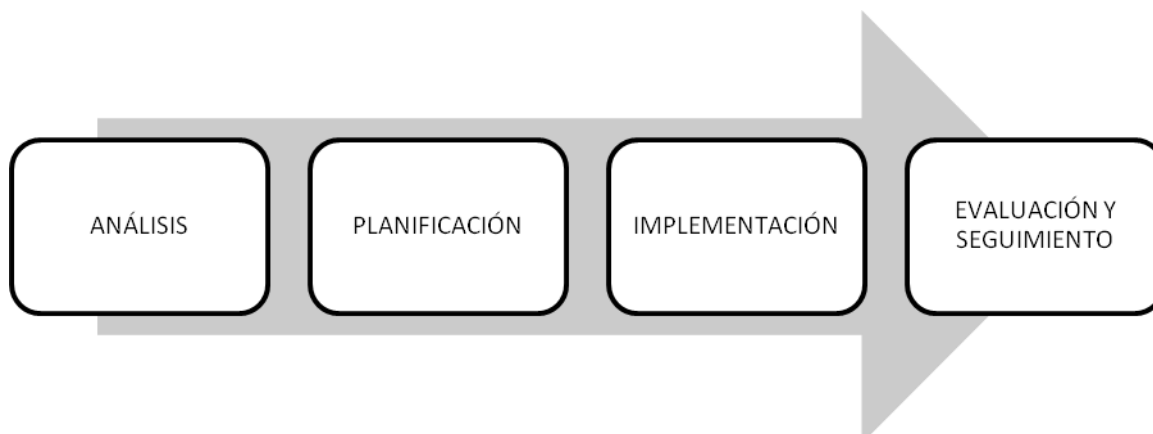 ANÁLISIS
PLANIFICACIÓN
IMPLEMENTACIÓN
EVALUACIÓN Y
SEGUIMIENTO